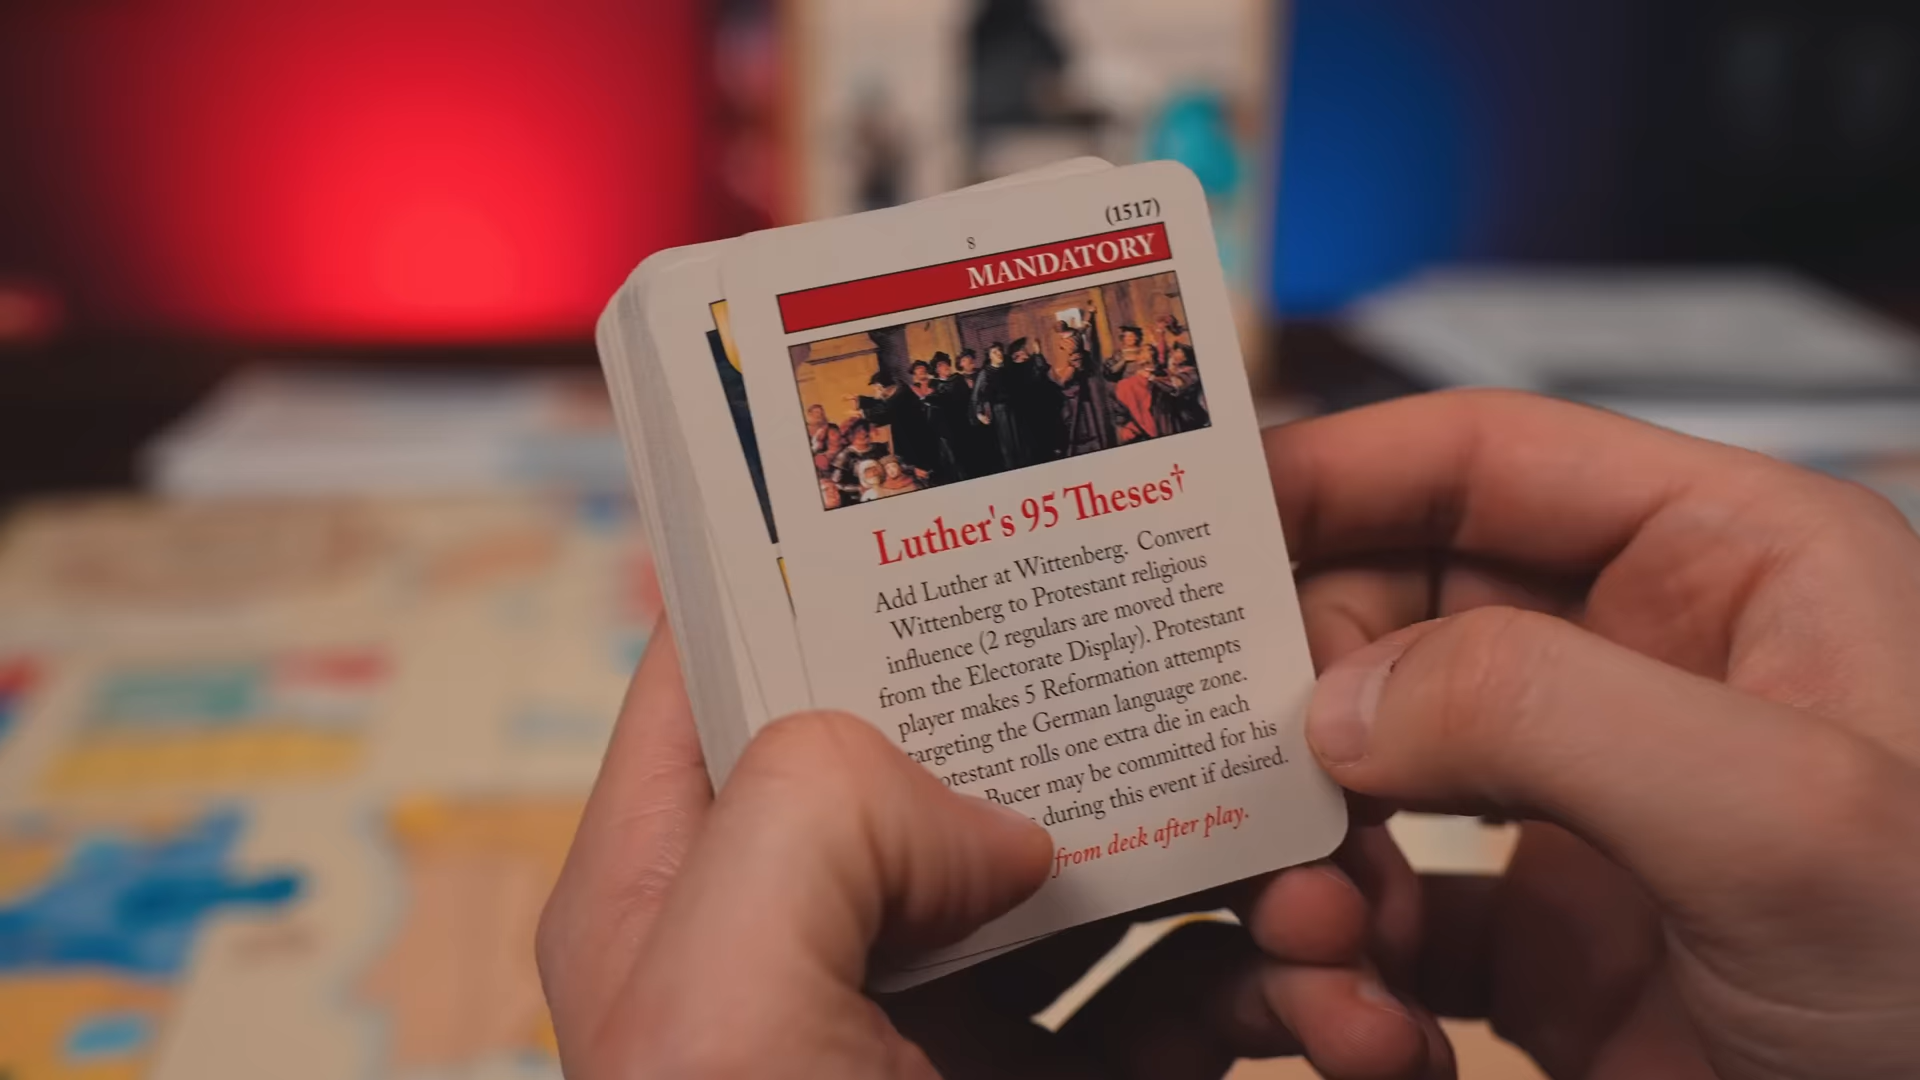 (1517)
8
MANDATORY
Luther's 95 Theses†
Add Luther at Wittenberg. Convert
Wittenberg to Protestant religious
influence (2 regulars are moved there
from the Electorate Display). Protestant
player makes 5 Reformation attempts
targeting the German language zone.
rolls one extra die in each
Bucer may be committed for his
during this event if desired.
from deck after play.